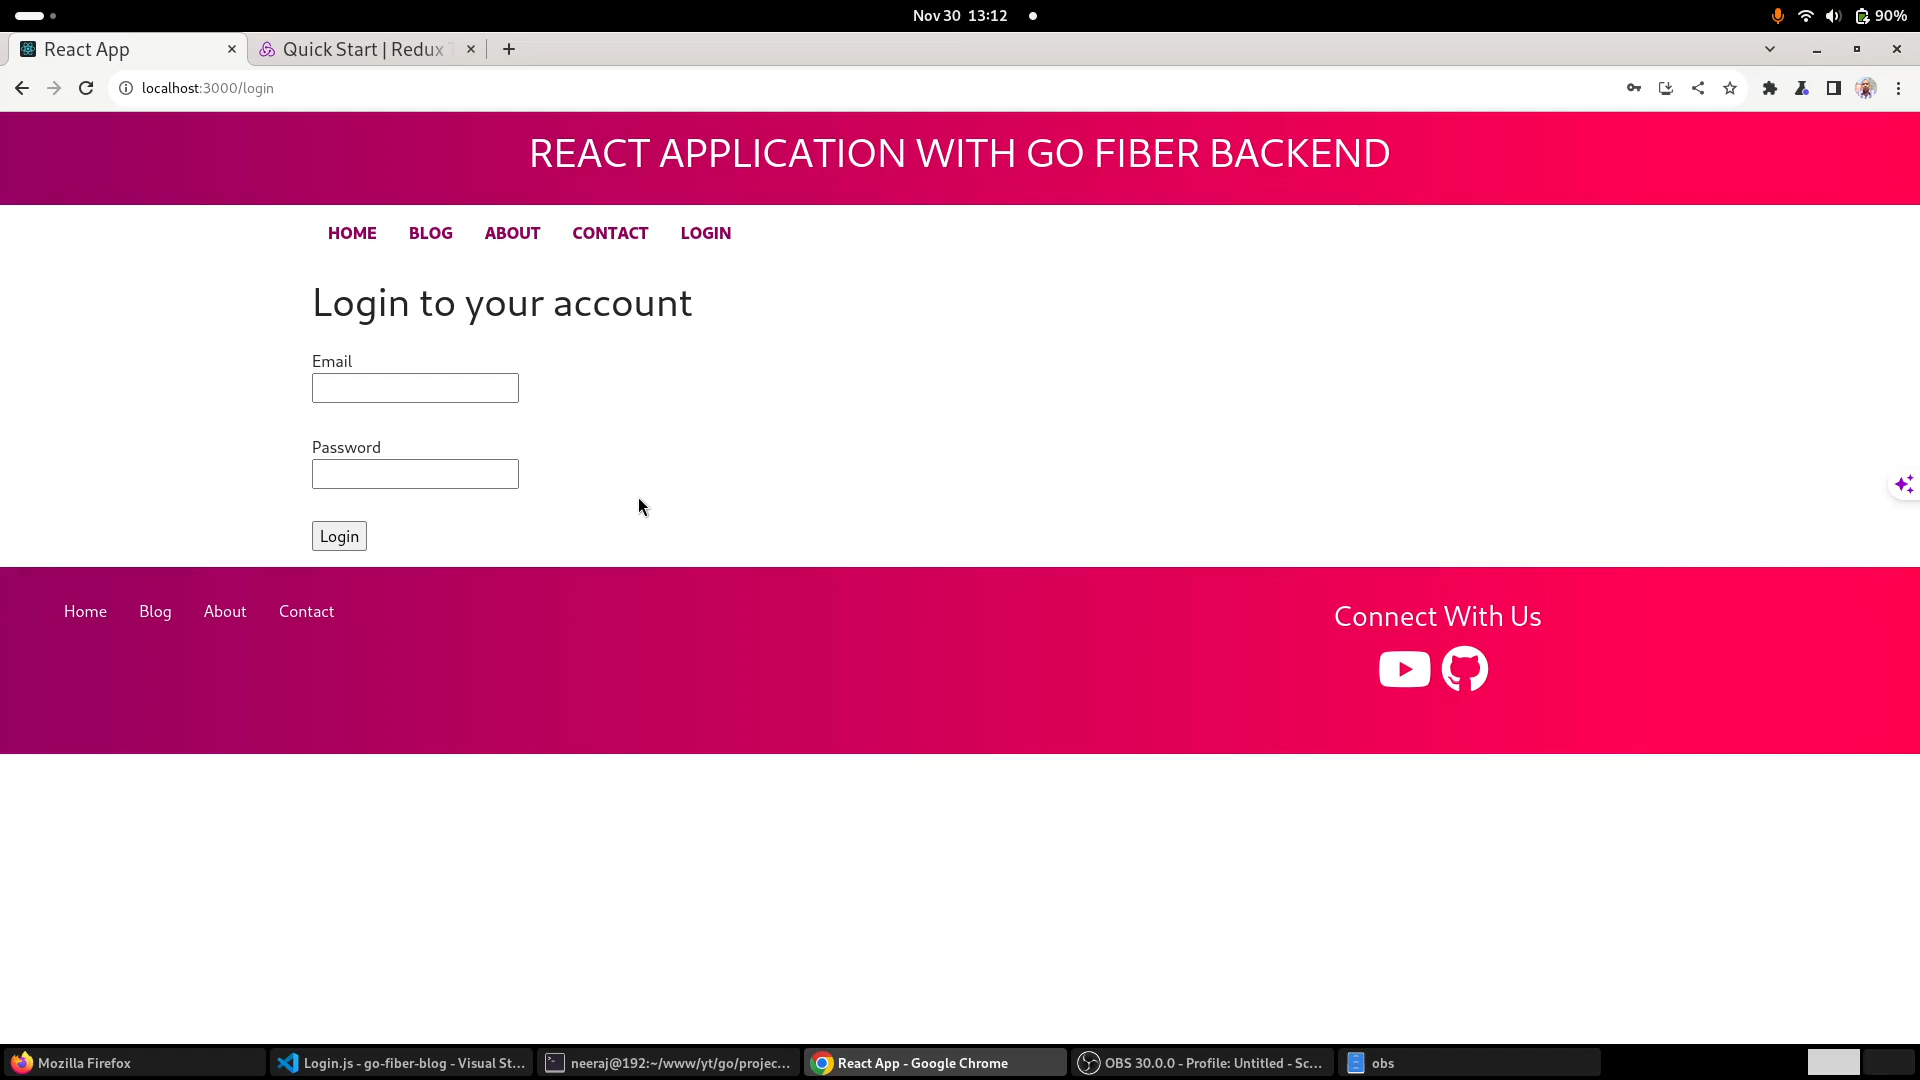 Nov 30 13:12
90%
React App
Quick Start | Redux T
localhost:3000/login
REACT APPLICATION WITH GO FIBER BACKEND
HOME BLOG ABOUT CONTACT LOGIN
Login to your account
Email
Password
Login
Home Blog About Contact
Connect With Us
Mozilla Firefox
Login.js - go-fiber-blog - Visual St...
neeraj@192:~/www/yt/go/projec...
React App - Google Chrome
OBS 30.0.0 - Profile: Untitled - Sc...
obs